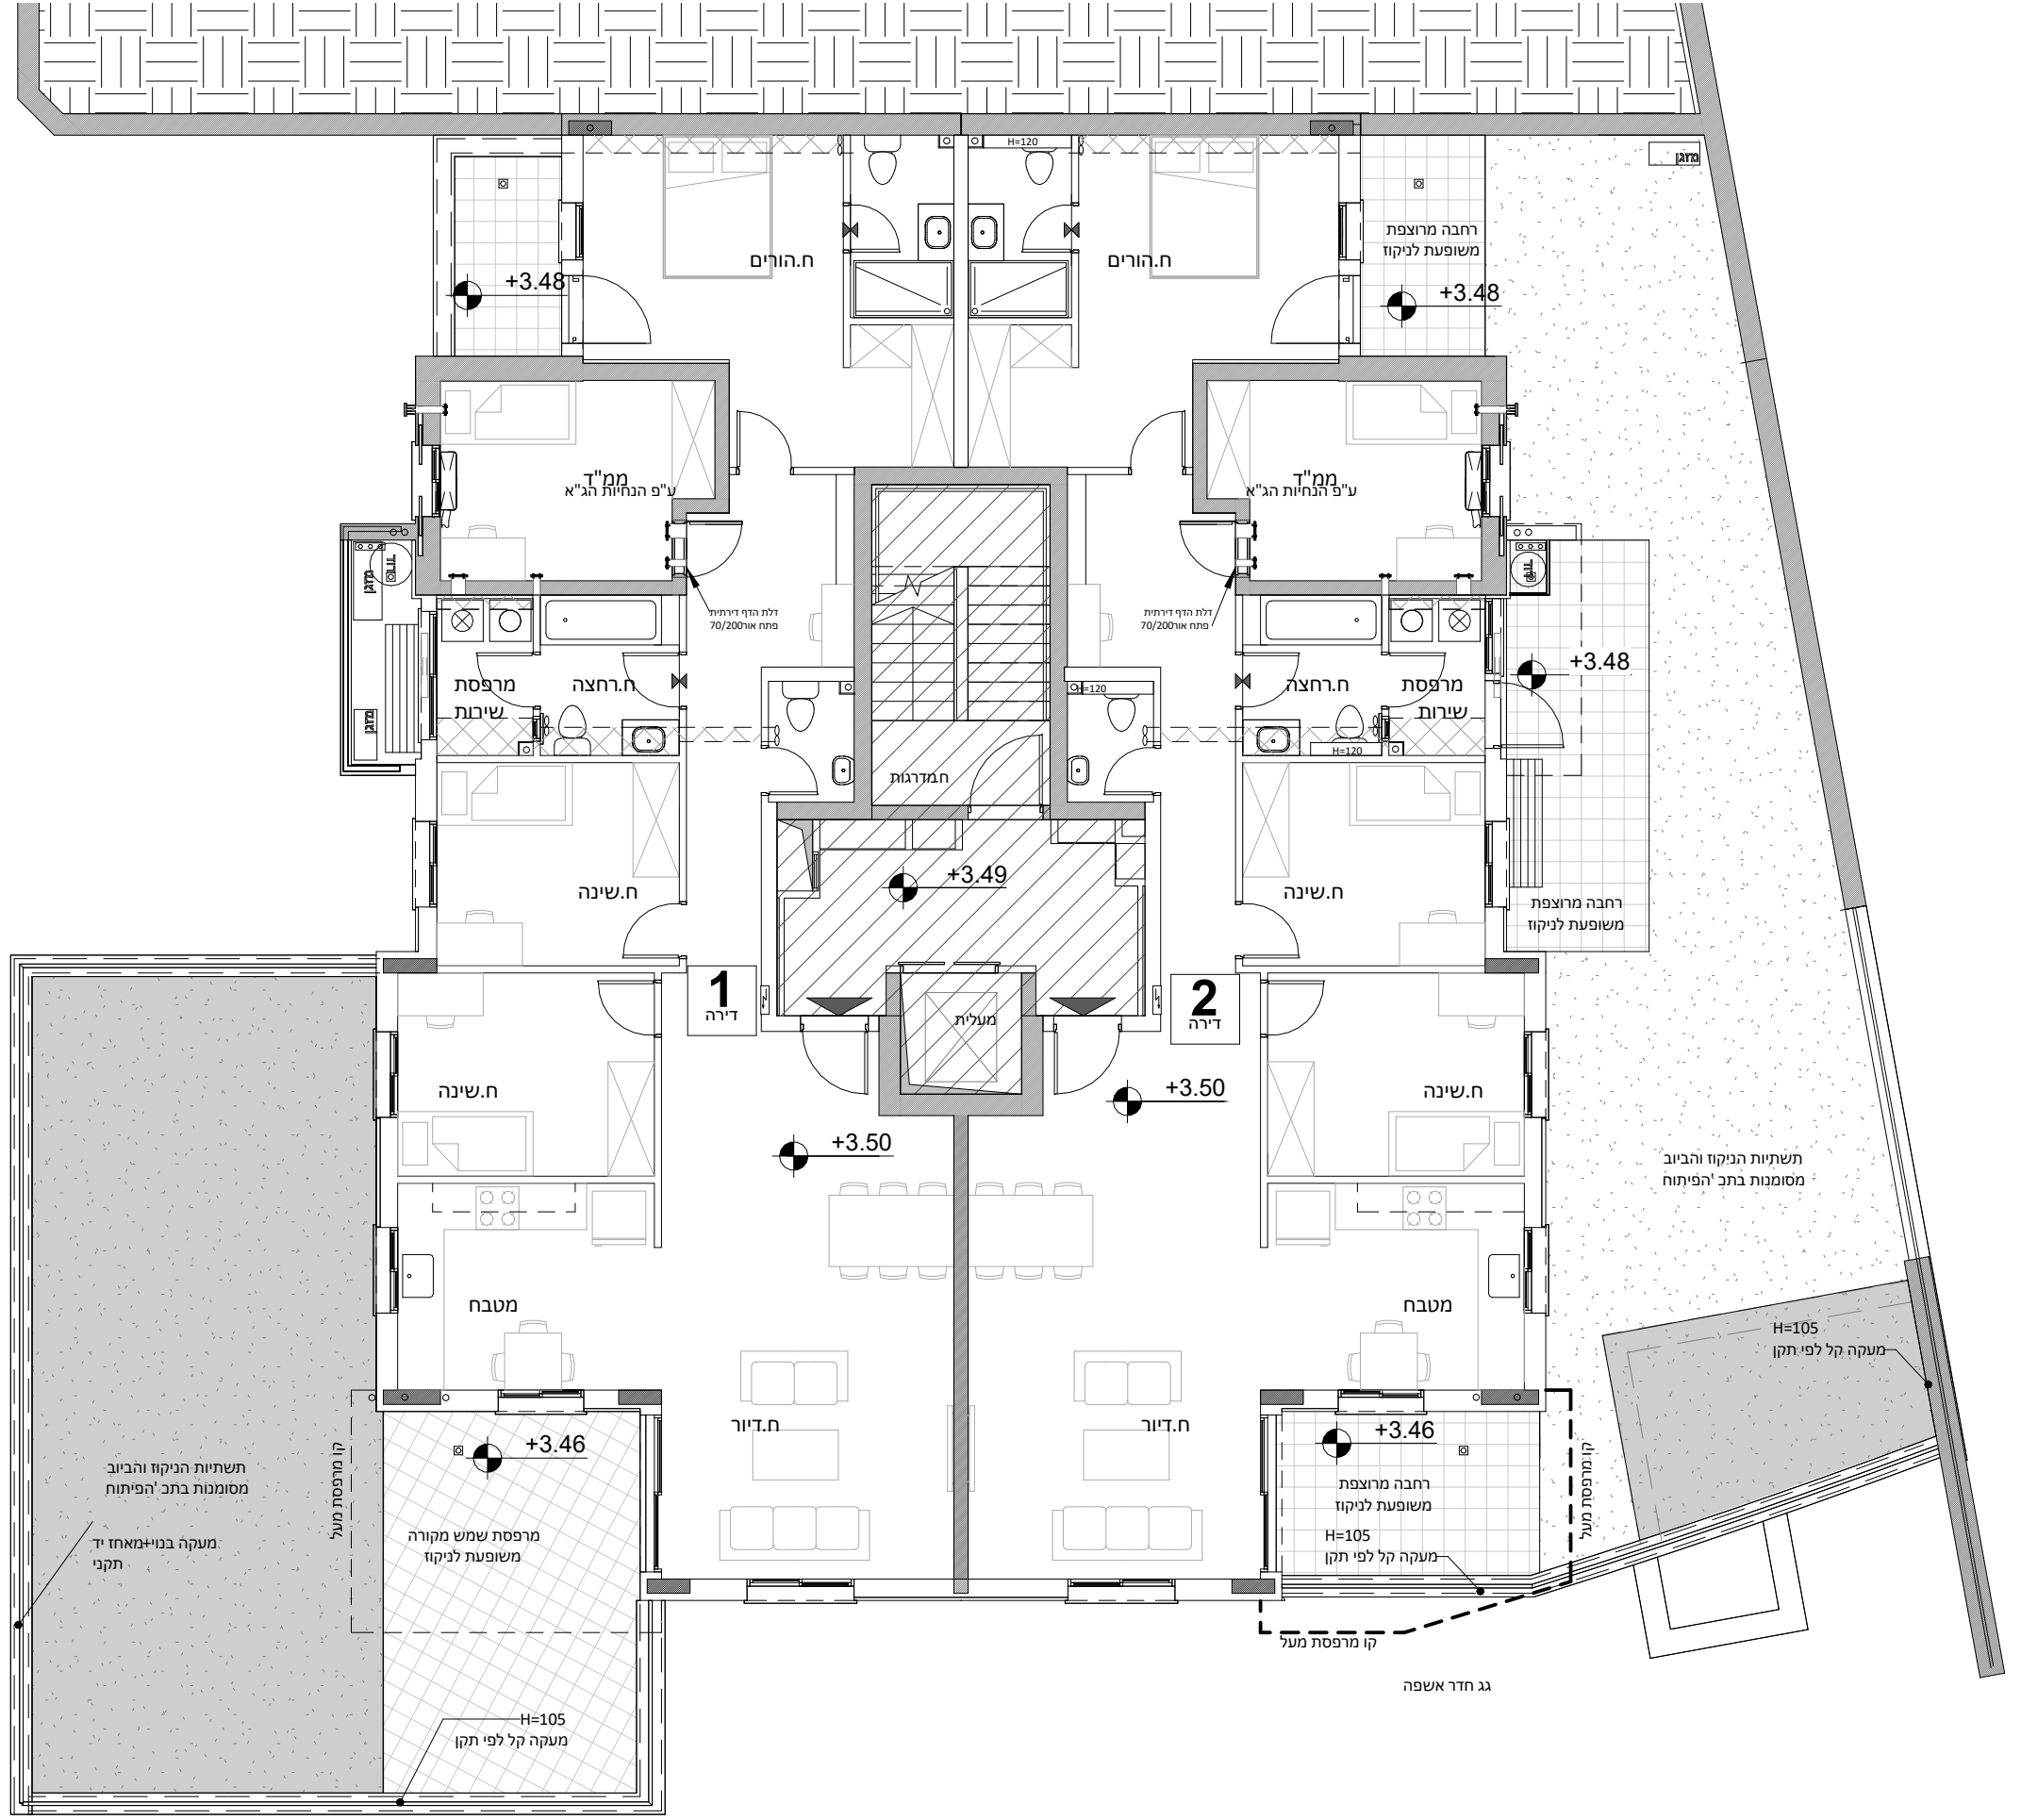 H=120
מזגן
רחבה מרוצפת
משופעת לניקוז
ח.הורים
ח.הורים
+3.48
+3.48
ממ"ד
ע"פ הנחיות הג"א
ממ"ד
ע"פ הנחיות הג"א
מזגן
דלת הדף דירתית
פתח אור70/200
דלת הדף דירתית
פתח אור70/200
+3.48
מרפסת
שירות
ח.רחצה
H=120
ח.רחצה
מרפסת
שירות
מזגן
H=120
ח.מדרגות
+3.49
ח.שינה
ח.שינה
רחבה מרוצפת
משופעת לניקוז
1
דירה
2
דירה
מעלית
ח.שינה
+3.50
ח.שינה
+3.50
תשתיות הניקוז והביוב
מסומנות בתכ' הפיתוח
מטבח
מטבח
H=105
מעקה קל לפי תקן
ח.דיור
ח.דיור
+3.46
+3.46
קו מרפסת מעל
קו מרפסת מעל
תשתיות הניקוז והביוב
מסומנות בתכ' הפיתוח
רחבה מרוצפת
משופעת לניקוז
מרפסת שמש מקורה
משופעת לניקוז
H=105
מעקה קל לפי תקן
מעקה בנוי+מאחז יד
תקני
קו מרפסת מעל
גג חדר אשפה
H=105
מעקה קל לפי תקן